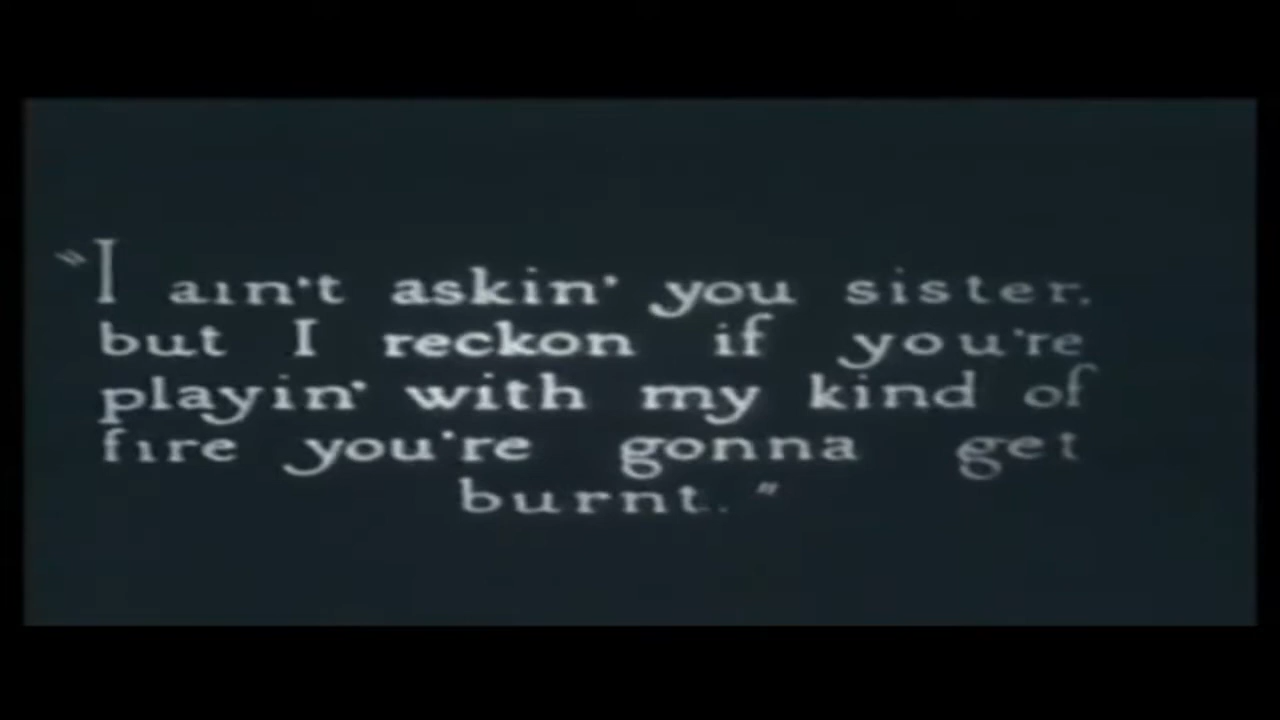 "I ain't askin' you sister,
but I reckon if you're
playin' with my kind of
fire you're gonna get
burnt."